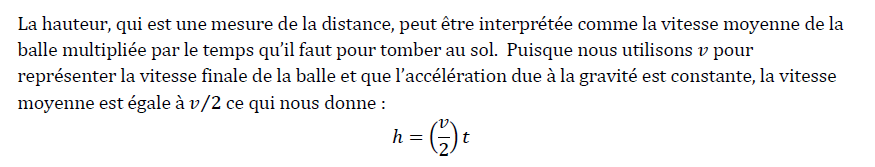 La hauteur, qui est une mesure de la distance, peut être interprétée comme la vitesse moyenne de la
balle multipliée par le temps qu'il faut pour tomber au sol.  Puisque nous utilisons 𝑣 pour
représenter la vitesse finale de la balle et que l'accélération due à la gravité est constante, la vitesse
moyenne est égale à 𝑣/2 ce qui nous donne :
ℎ = (𝑣/2) 𝑡